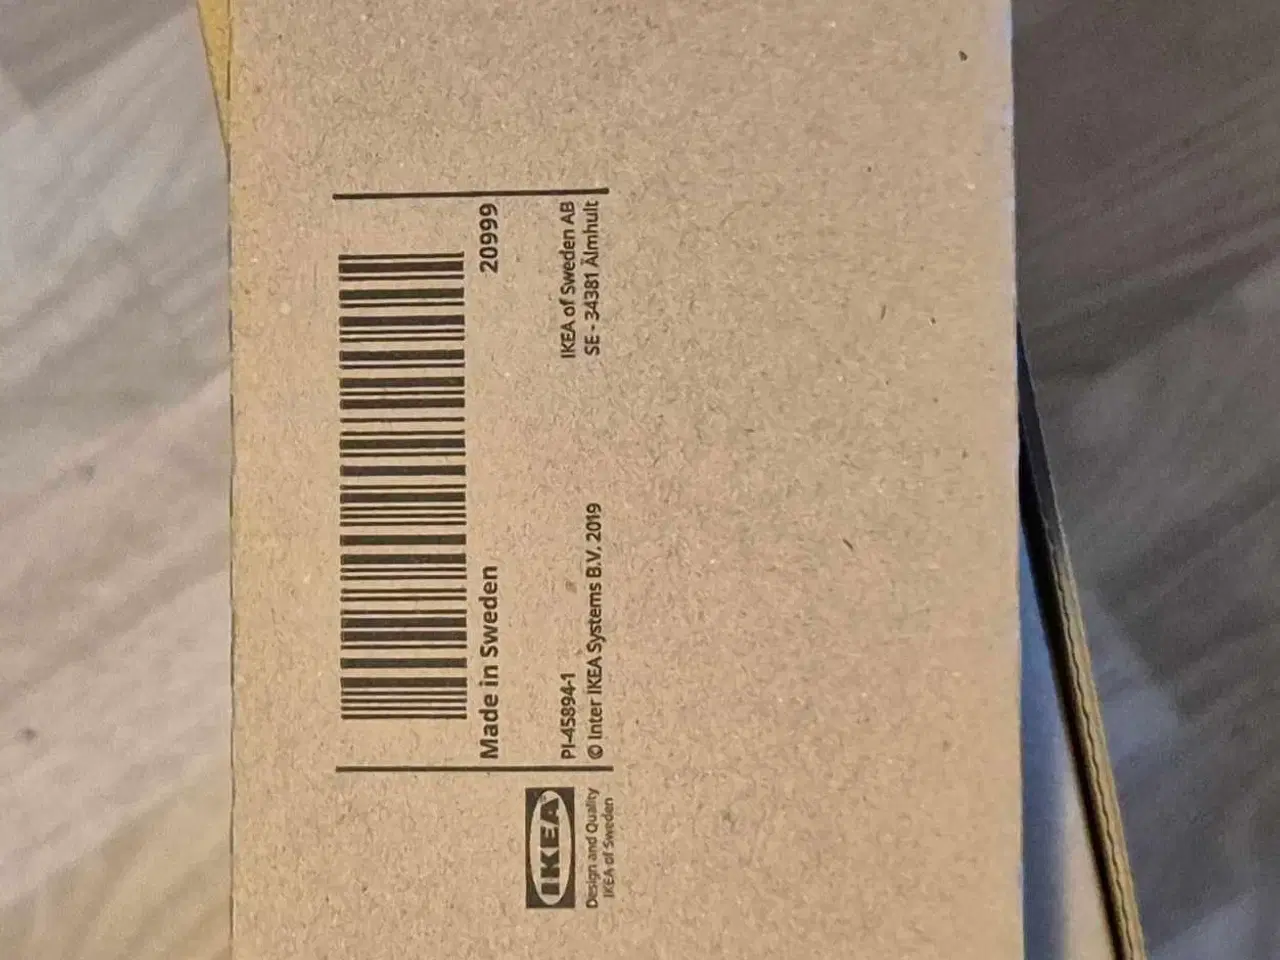 Made in Sweden 20999
PI-45894-1 IKEA of Sweden AB
© Inter IKEA Systems B.V. 2019 SE - 34381 Älmhult
IKEA®
Design and Quality
IKEA of Sweden